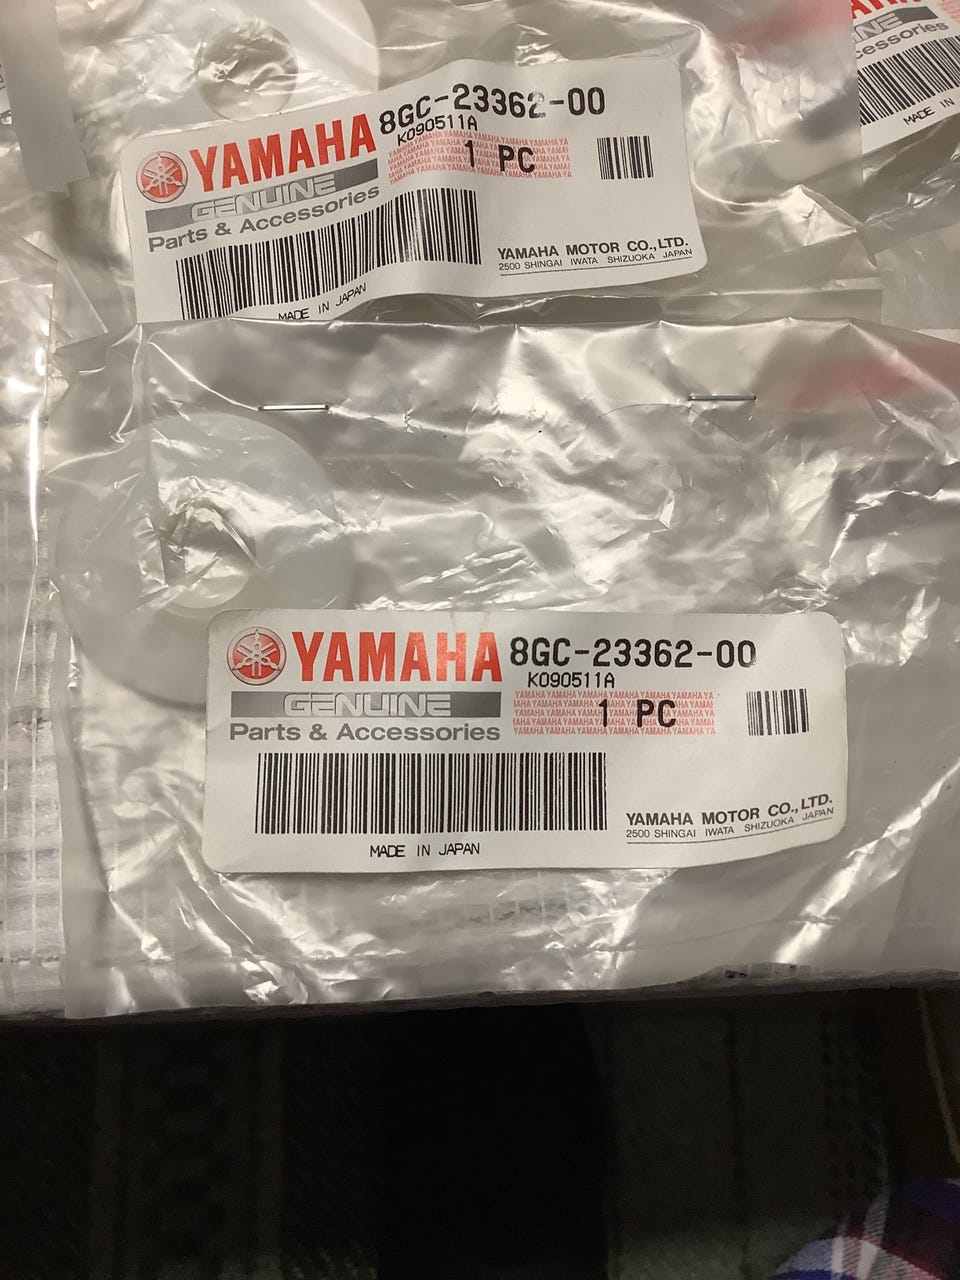 8GC-23362-00
K090511A
YAMAHA
1 PC
GENUINE
Parts & Accessories
YAMAHA MOTOR CO., LTD.
2500 SHINGAI IWATA SHIZUOKA JAPAN
MADE IN JAPAN
MADE IN
YAMAHA
8GC-23362-00
K090511A
GENUINE
1 PC
Parts & Accessories
YAMAHA MOTOR CO., LTD.
2500 SHINGAI IWATA SHIZUOKA JAPAN
MADE IN JAPAN